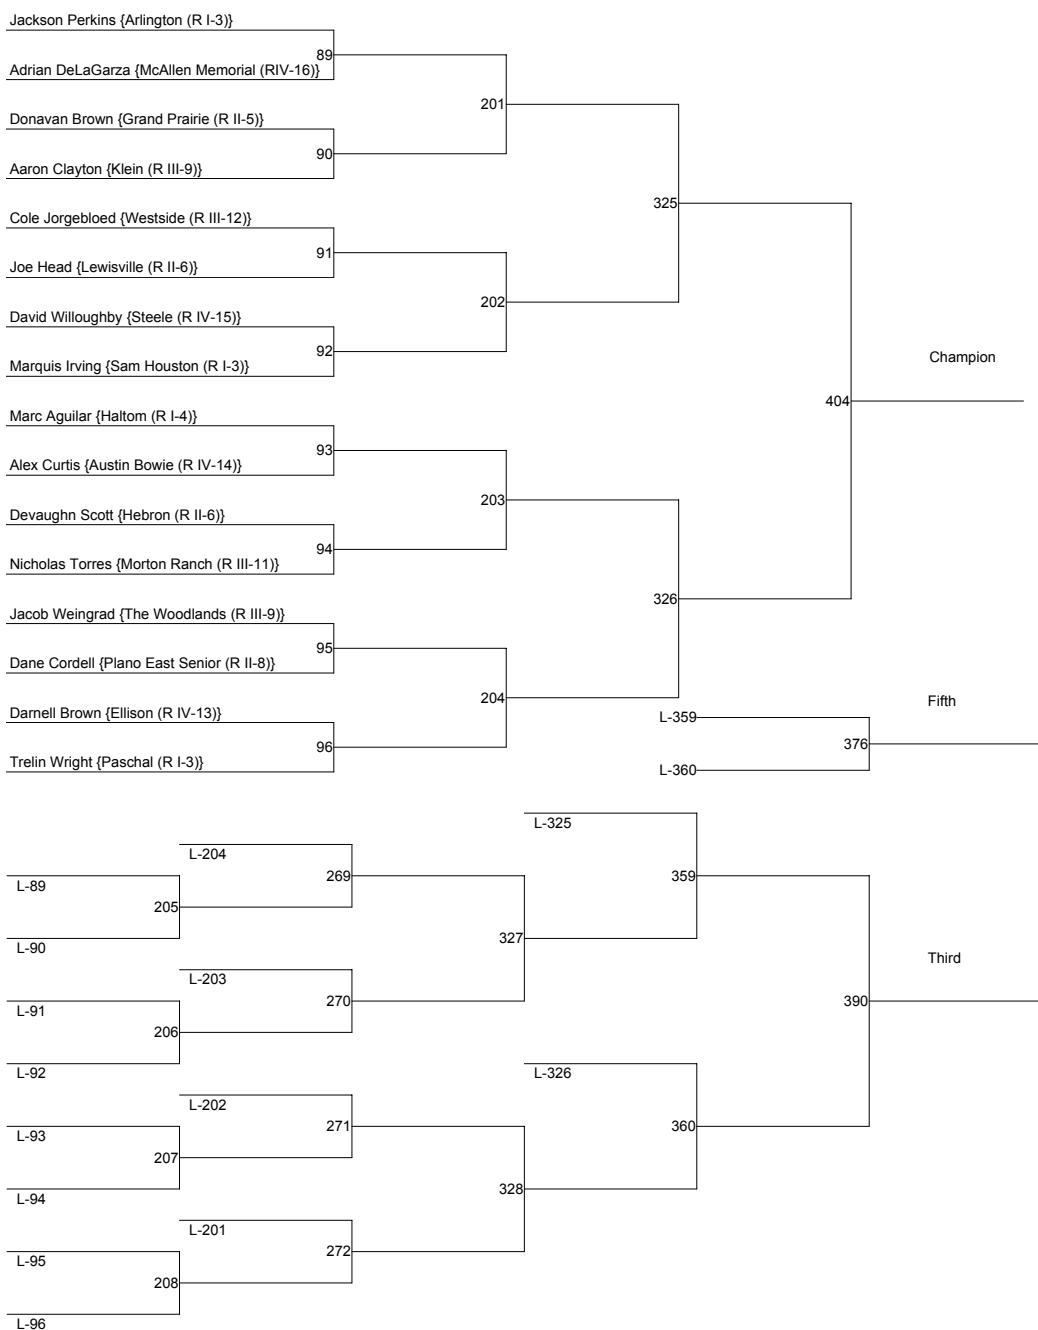 Jackson Perkins {Arlington (R I-3)}
89
Adrian DeLaGarza {McAllen Memorial (RIV-16)}
201
Donavan Brown {Grand Prairie (R II-5)}
90
Aaron Clayton {Klein (R III-9)}
325
Cole Jorgebloed {Westside (R III-12)}
91
Joe Head {Lewisville (R II-6)}
202
David Willoughby {Steele (R IV-15)}
92
Marquis Irving {Sam Houston (R I-3)}
Champion
404
Marc Aguilar {Haltom (R I-4)}
93
Alex Curtis {Austin Bowie (R IV-14)}
203
Devaughn Scott {Hebron (R II-6)}
94
Nicholas Torres {Morton Ranch (R III-11)}
326
Jacob Weingrad {The Woodlands (R III-9)}
95
Dane Cordell {Plano East Senior (R II-8)}
204
Fifth
Darnell Brown {Ellison (R IV-13)}
L-359
96
376
Trelin Wright {Paschal (R I-3)}
L-360
L-325
L-204
269
359
L-89
205
327
L-90
Third
L-203
270
390
L-91
206
L-92
L-326
L-202
271
360
L-93
207
328
L-94
L-201
272
L-95
208
L-96